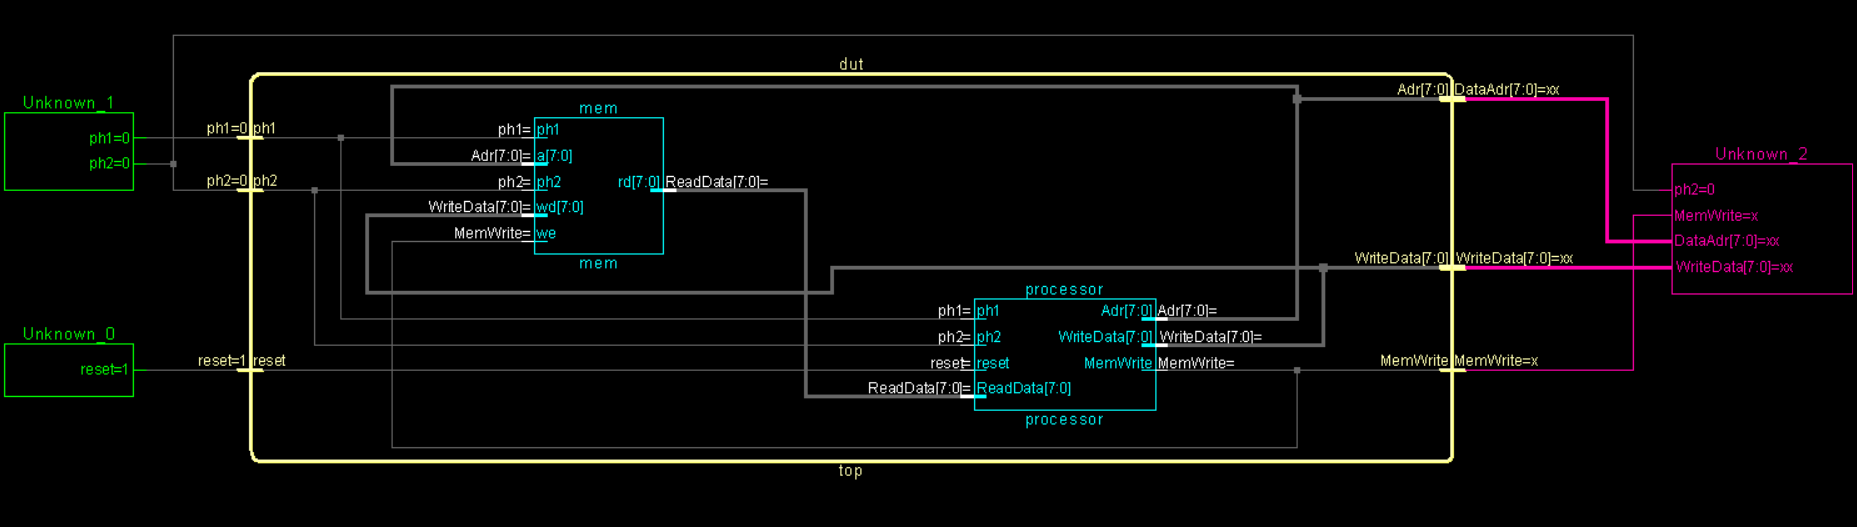 dut
Adr[7:0] DataAdr[7:0]=xx
Unknown_1
mem
ph1=0
ph1=0 ph1
ph1= ph1
ph2=0
Adr[7:0]= a[7:0]
Unknown_2
ph2=0 ph2
ph2= ph2
rd[7:0] ReadData[7:0]=
ph2=0
WriteData[7:0]= wd[7:0]
MemWrite=x
MemWrite= we
DataAdr[7:0]=xx
mem
WriteData[7:0] WriteData[7:0]=xx
WriteData[7:0]=xx
processor
ph1= ph1
Adr[7:0] Adr[7:0]=
Unknown_0
ph2= ph2
WriteData[7:0] WriteData[7:0]=
reset=1
reset=1 reset
reset= reset
MemWrite MemWrite=
MemWrite MemWrite=x
ReadData[7:0]= ReadData[7:0]
processor
top